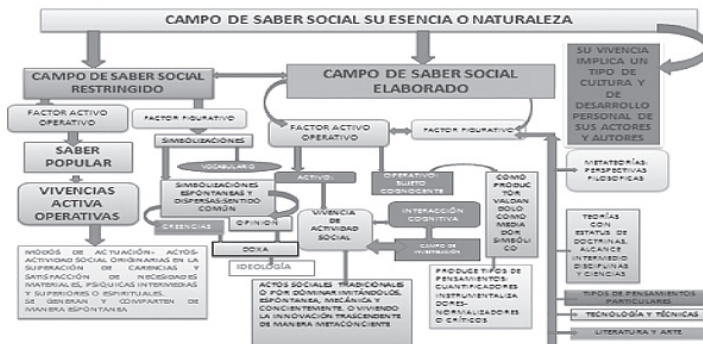 CAMPO DE SABER SOCIAL SU ESENCIA O NATURALEZA
CAMPO DE SABER SOCIAL
RESTRINGIDO
CAMPO DE SABER SOCIAL
ELABORADO
SU VIVENCIA
IMPLICA UN
TIPO DE
CULTURA Y
DE
DESARROLLO
PERSONAL DE
SUS ACTORES
Y AUTORES
FACTOR ACTIVO
OPERATIVO
FACTOR FIGURATIVO
FACTOR ACTIVO
OPERATIVO
FACTOR FIGURATIVO
SABER
POPULAR
SIMBOLIZACIONES
VOCABULARIO
VIVENCIAS
ACTIVA
OPERATIVAS
SIMBOLIZACIONES
ESPONTANEAS Y
DISPERSAS:SENTIDO
COMÚN
CREENCIAS
OPINION
DOXA
IDEOLOGÍA
ACTIVO:
OPERATIVO:
SUJETO
COGNOCENTE
VIVENCIA
DE
ACTIVIDAD
SOCIAL
INTERACCIÓN
COGNITIVA
CAMPO DE
INVESTIGACIÓN
COMO
PRODUC
TOR
VALDAN
DOLO
COMO
MEDIA
DOR
SIMBÓLI
CO
METATEORÍAS:
PERSPECTIVAS
FILOSOFICAS
TEORÍAS
CON
ESTATUS DE
DOCTRINAS,
ALCANCE
INTERMEDIO
DISCIPLINAS
Y CIENCIAS
MODOS DE ACTUACIÓN- ACTOS-
ACTIVIDAD SOCIAL ORIGINARIAS EN LA
SUPERACIÓN DE CARENCIAS Y
SATISFACCIÓN DE NECESIDADES
MATERIALES, PSÍQUICAS INTERMEDIAS
Y SUPERIORES O ESPIRITUALES.
SE GENERAN Y COMPARTEN DE
MANERA ESPONTANEA
ACTOS SOCIALES TRADICIONALES
O POR DOMINAR IMITÁNDOLOS,
ESPONTANEA, MECÁNICA Y
CONCIENTEMENTE. O VIVIENDO
LA INNOVACIÓN TRASCENDENTE
DE MANERA METACONCIENTE
PRODUCE TIPOS DE
PENSAMIENTOS:
CUANTIFICADORES
INSTRUMENTALIZA
DORES-
NORMALIZADORES
O CRÍTICOS
TIPOS DE PENSAMIENTOS
PARTICULARES
TECNOLOGÍA Y TÉCNICAS
LITERATURA Y ARTE